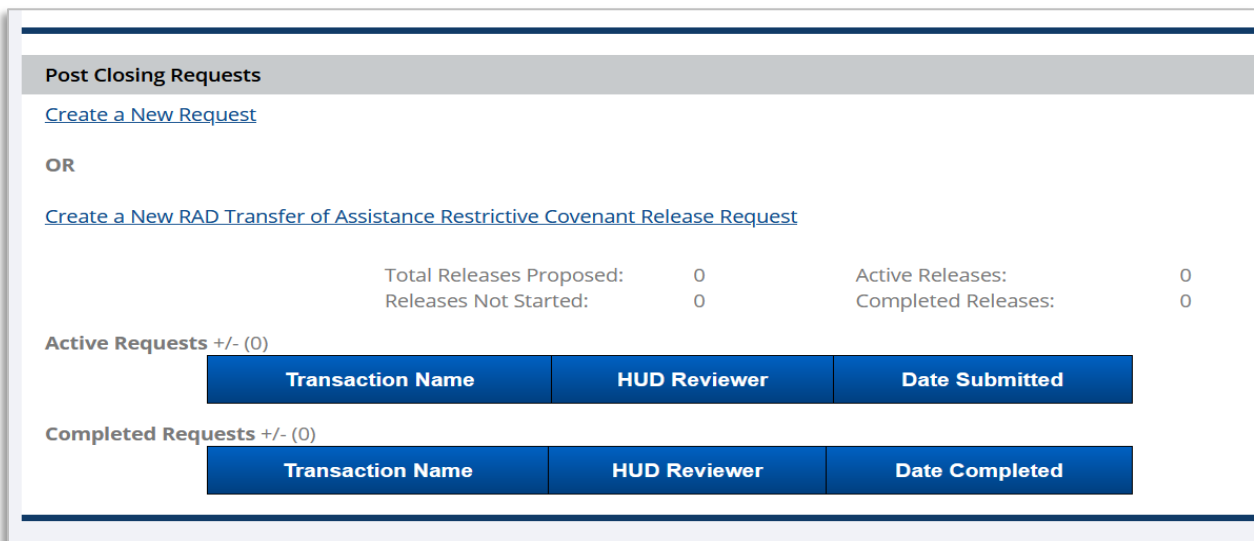 Post Closing Requests
Create a New Request
OR
Create a New RAD Transfer of Assistance Restrictive Covenant Release Request
Total Releases Proposed: 0 Active Releases: 0
Releases Not Started: 0 Completed Releases: 0
Active Requests +/- (0)
Transaction Name HUD Reviewer Date Submitted
Completed Requests +/- (0)
Transaction Name HUD Reviewer Date Completed